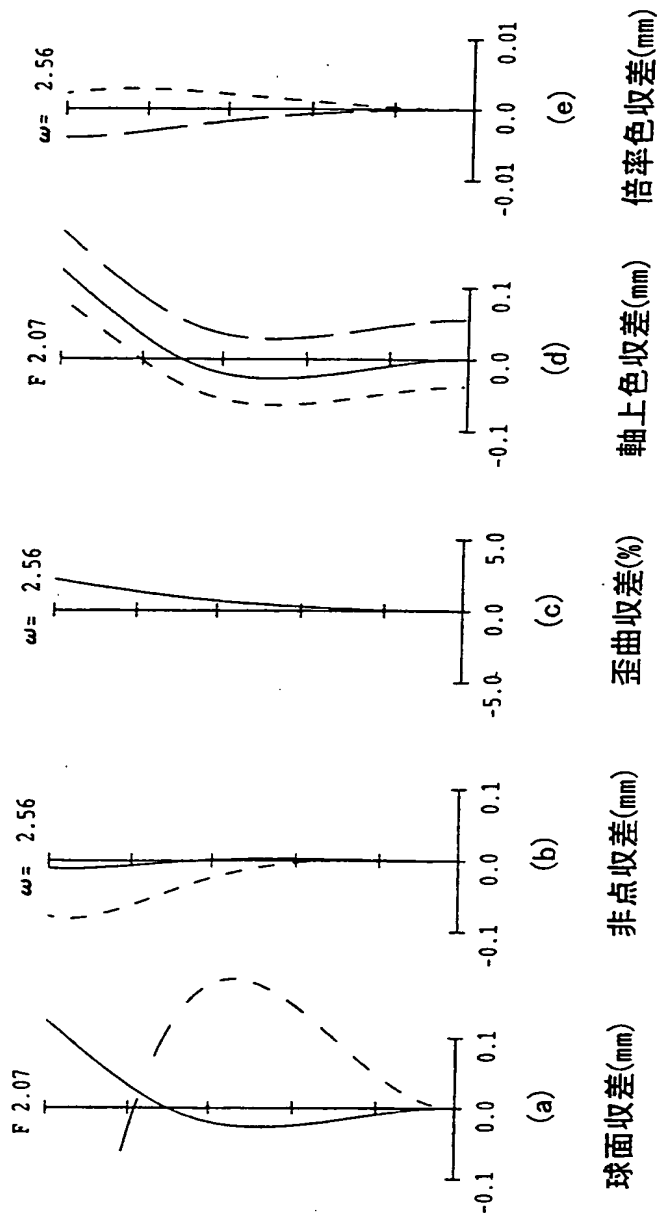 F 2.07
-0.1 0.0 0.1
(a)
球面収差(mm)
ω= 2.56
-0.1 0.0 0.1
(b)
非点収差(mm)
ω= 2.56
-5.0 0.0 5.0
(c)
歪曲収差(%)
F 2.07
-0.1 0.0 0.1
(d)
軸上色収差(mm)
ω= 2.56
-0.01 0.0 0.01
(e)
倍率色収差(mm)